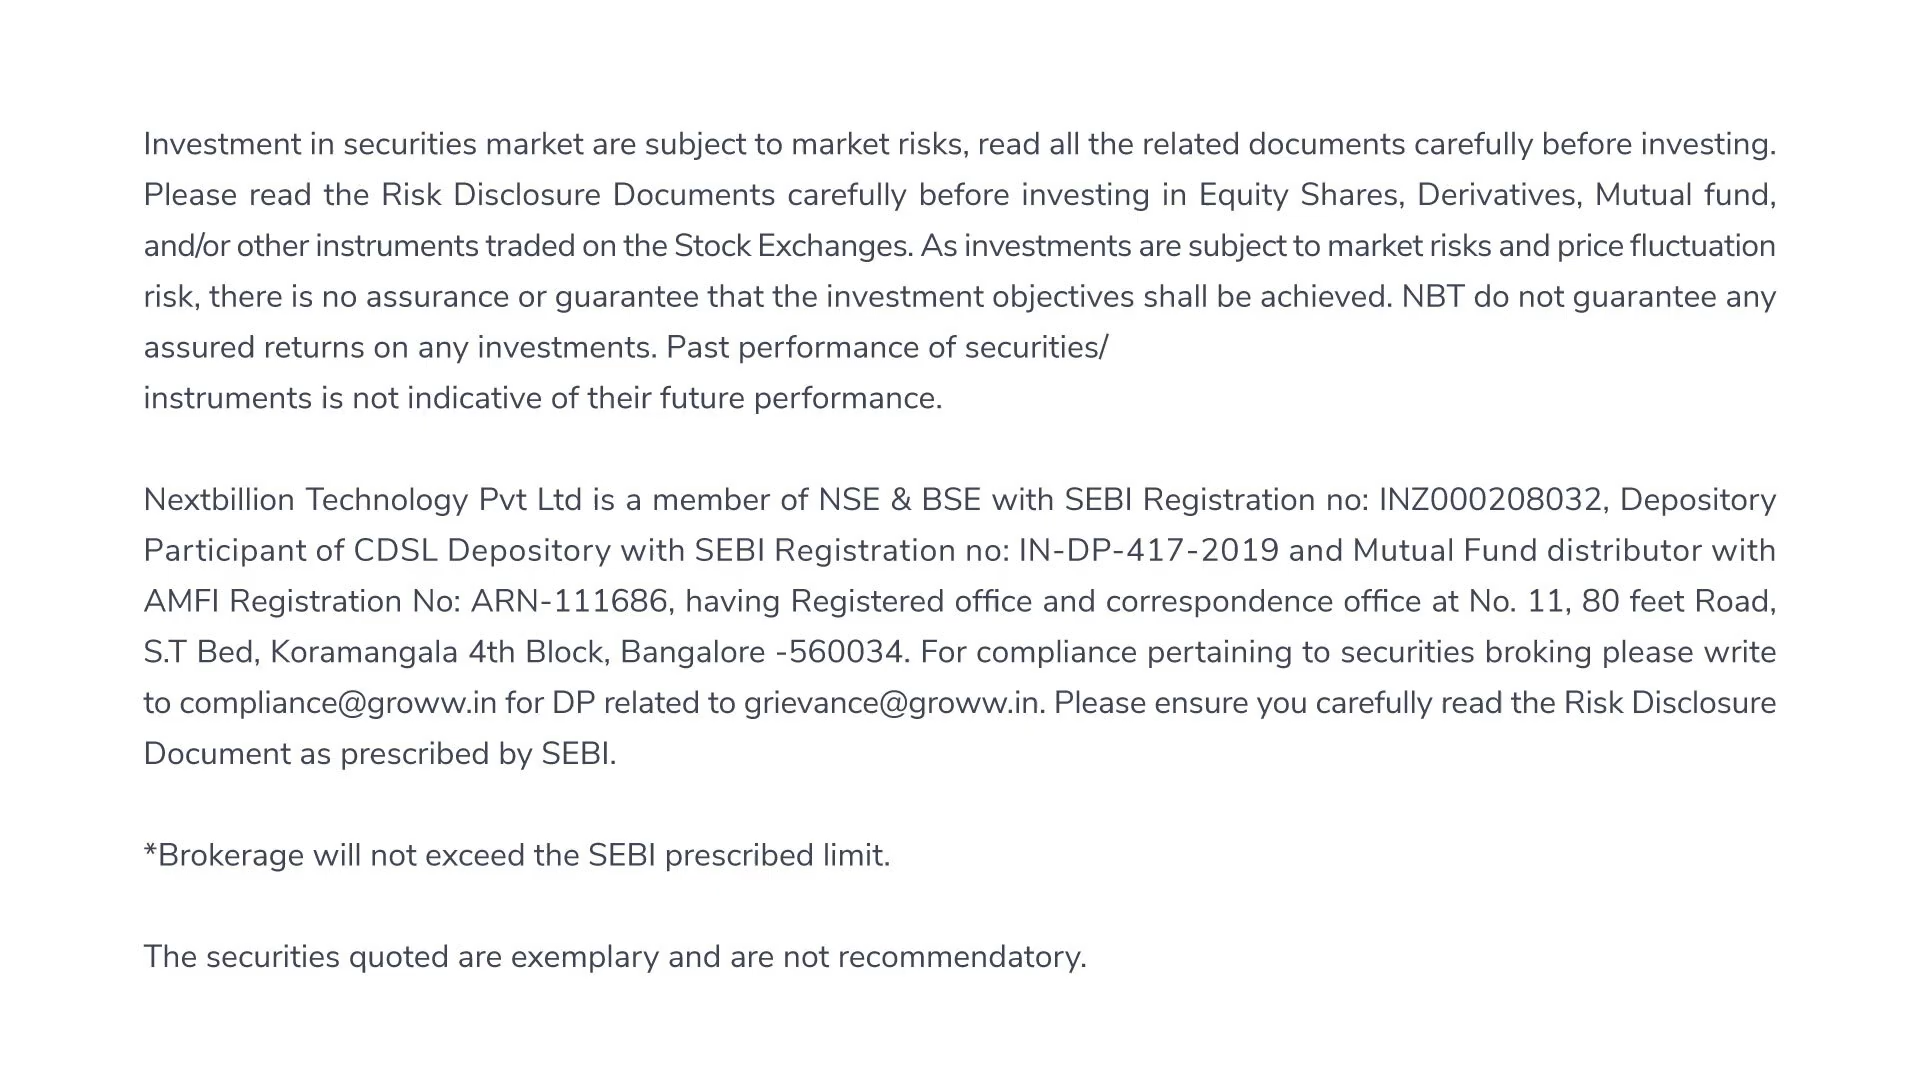 Investment in securities market are subject to market risks, read all the related documents carefully before investing.
Please read the Risk Disclosure Documents carefully before investing in Equity Shares, Derivatives, Mutual fund,
and/or other instruments traded on the Stock Exchanges. As investments are subject to market risks and price fluctuation
risk, there is no assurance or guarantee that the investment objectives shall be achieved. NBT do not guarantee any
assured returns on any investments. Past performance of securities/
instruments is not indicative of their future performance.
Nextbillion Technology Pvt Ltd is a member of NSE & BSE with SEBI Registration no: INZ000208032, Depository
Participant of CDSL Depository with SEBI Registration no: IN-DP-417-2019 and Mutual Fund distributor with
AMFI Registration No: ARN-111686, having Registered office and correspondence office at No. 11, 80 feet Road,
S.T Bed, Koramangala 4th Block, Bangalore -560034. For compliance pertaining to securities broking please write
to compliance@groww.in for DP related to grievance@groww.in. Please ensure you carefully read the Risk Disclosure
Document as prescribed by SEBI.
*Brokerage will not exceed the SEBI prescribed limit.
The securities quoted are exemplary and are not recommendatory.